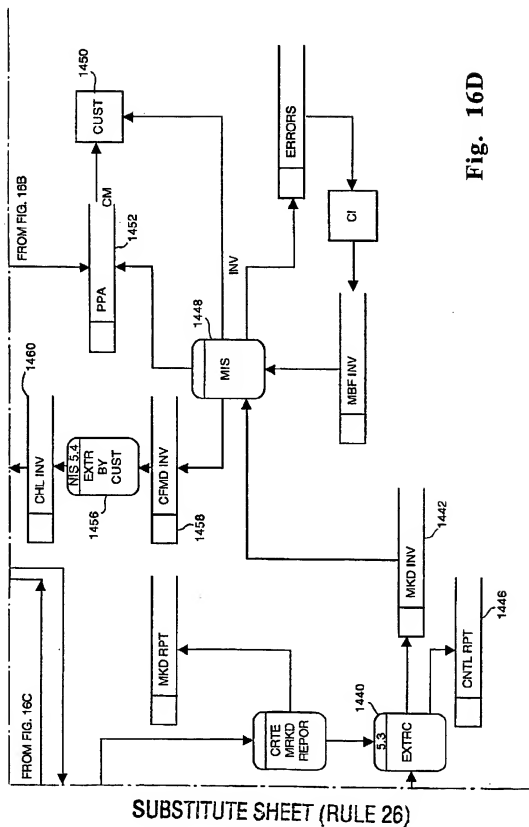 FROM FIG. 16C
FROM FIG. 16B
1460
CHL INV
NIS 5.4
EXTR
BY
CUST
1456
CFMD INV
1458
PPA
CM
1452
CUST
1450
MKD RPT
1448
MIS
INV
ERRORS
CI
MBF INV
CRTE
MRKD
REPOR
1440
5.3
EXTRC
MKD INV
1442
CNTL RPT
1446
Fig. 16D
SUBSTITUTE SHEET (RULE 26)